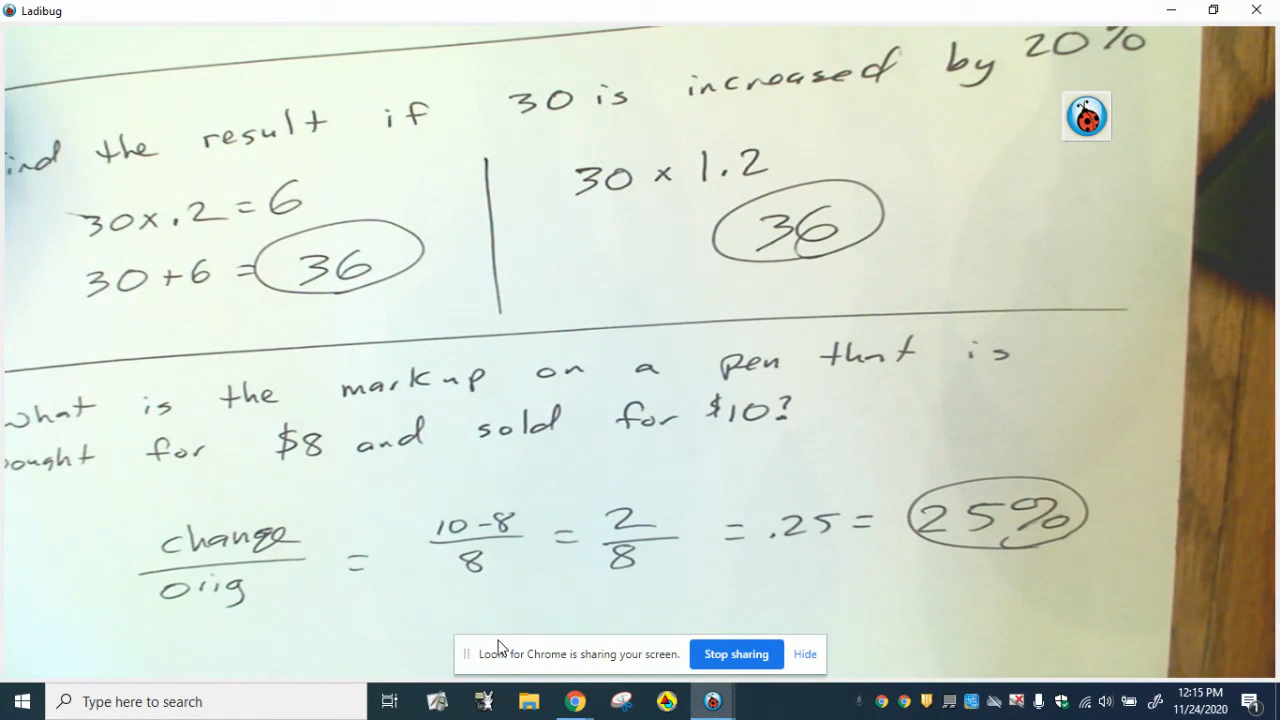 Ladibug
ind the result if 30 is increased by 20%
30x.2 = 6
30+6 = 36
30 x 1.2
36
what is the markup on a pen that is
ought for $8 and sold for $10?
change/orig = 10-8/8 = 2/8 = .25 = 25%
for Chrome is sharing your screen. Stop sharing Hide
Type here to search
12:15 PM
11/24/2020
1